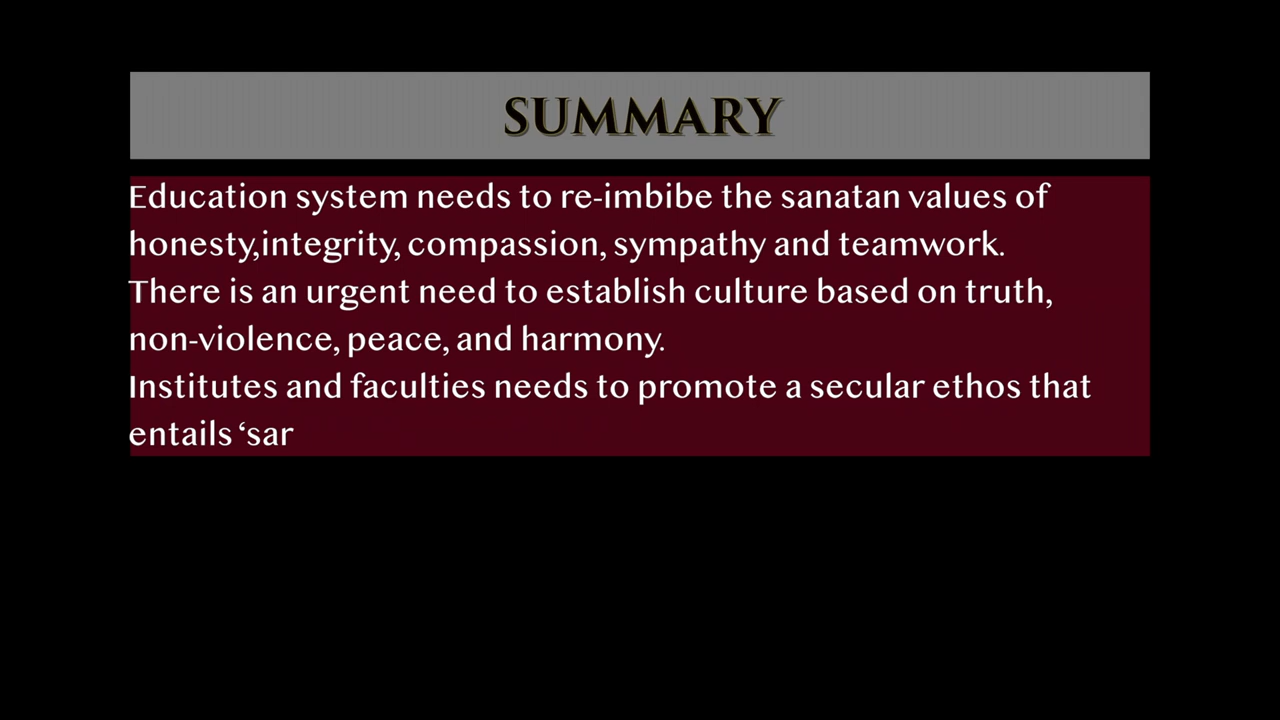 SUMMARY
Education system needs to re-imbibe the sanatan values of
honesty,integrity, compassion, sympathy and teamwork.
There is an urgent need to establish culture based on truth,
non-violence, peace, and harmony.
Institutes and faculties needs to promote a secular ethos that
entails ‘sar